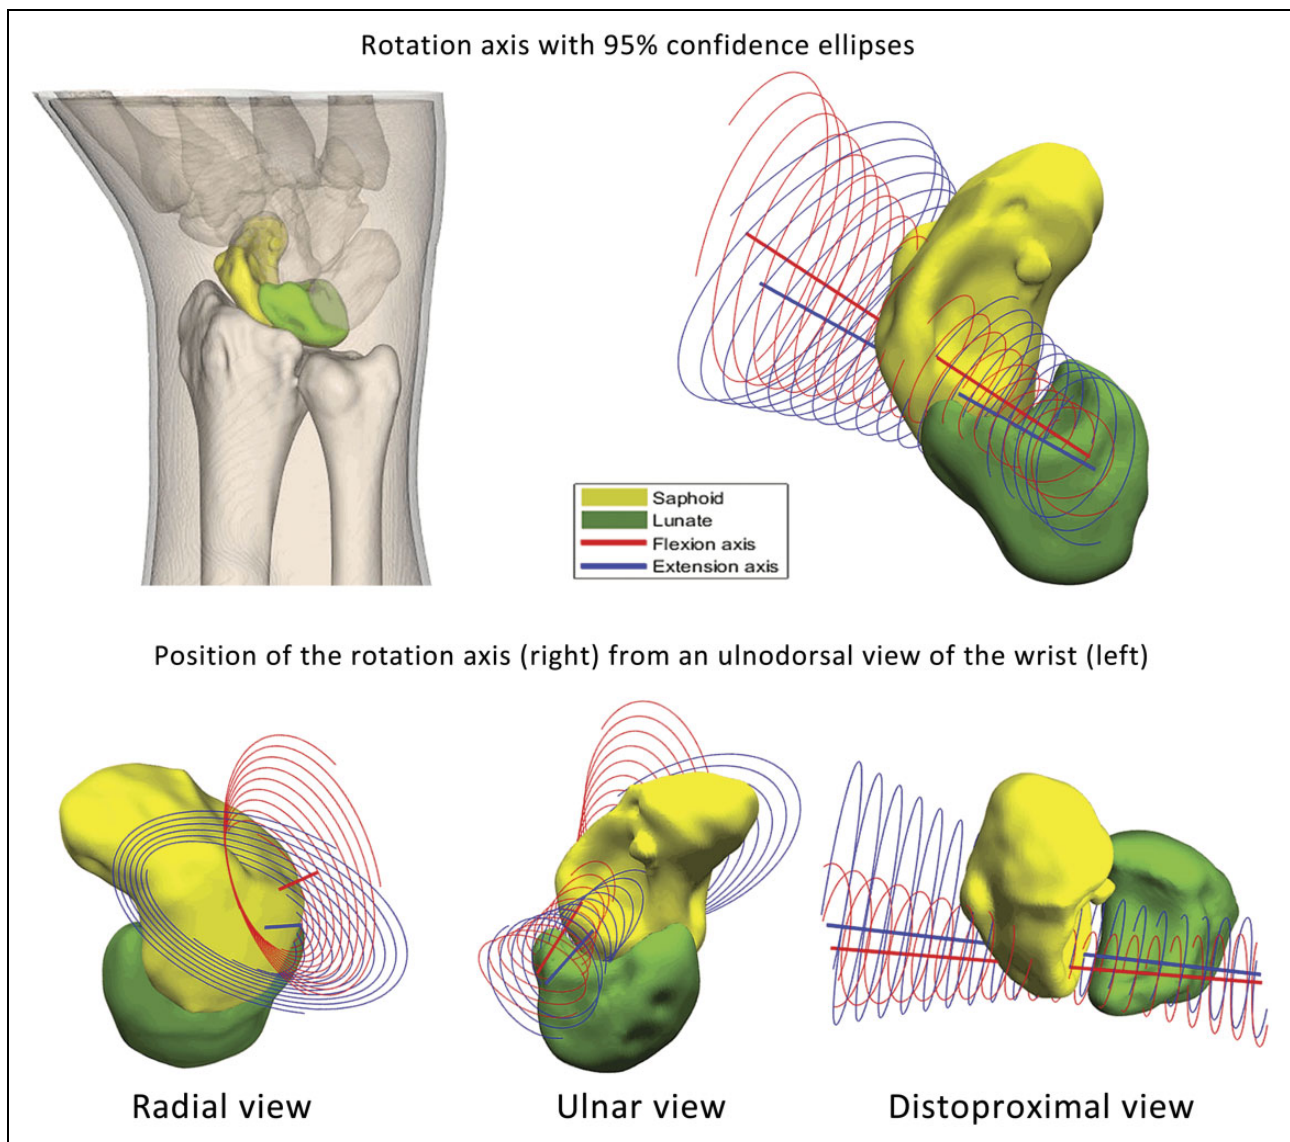 Rotation axis with 95% confidence ellipses
Saphoid
Lunate
Flexion axis
Extension axis
Position of the rotation axis (right) from an ulnodorsal view of the wrist (left)
Radial view
Ulnar view
Distoproximal view